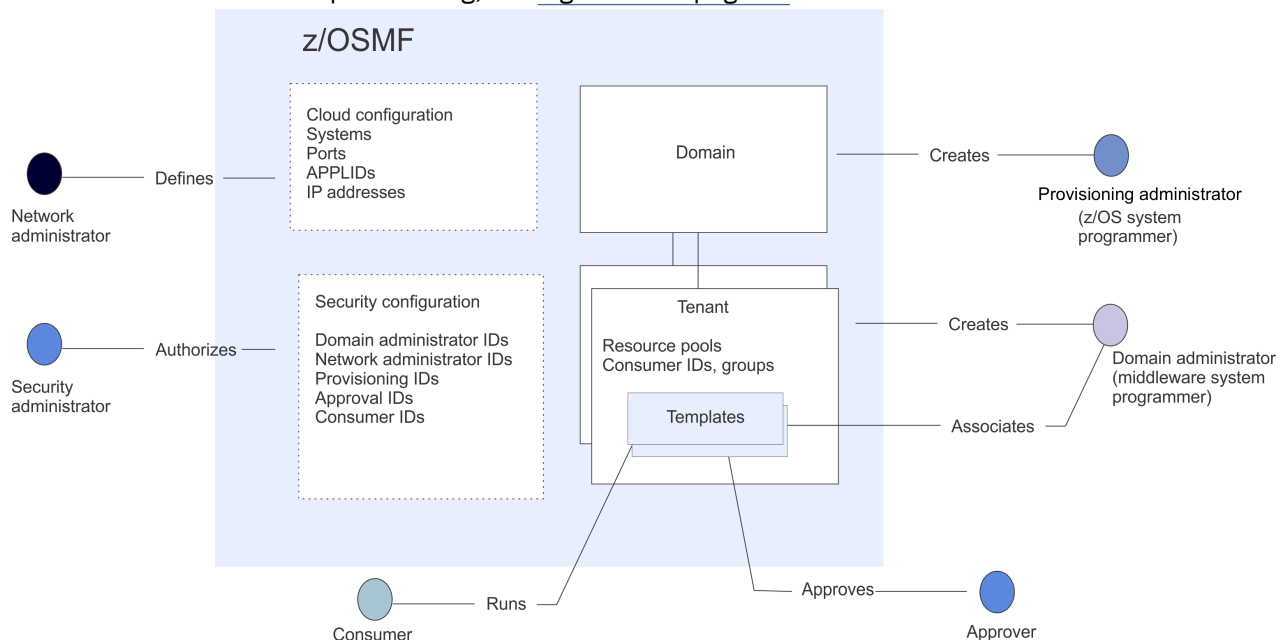 z/OSMF
Cloud configuration
Systems
Ports
APPLIDs
IP addresses
Domain
Creates
Provisioning administrator
(z/OS system
programmer)
Defines
Network
administrator
Security configuration
Domain administrator IDs
Network administrator IDs
Provisioning IDs
Approval IDs
Consumer IDs
Authorizes
Security
administrator
Tenant
Resource pools
Consumer IDs, groups
Templates
Creates
Domain administrator
(middleware system
programmer)
Associates
Runs
Consumer
Approves
Approver